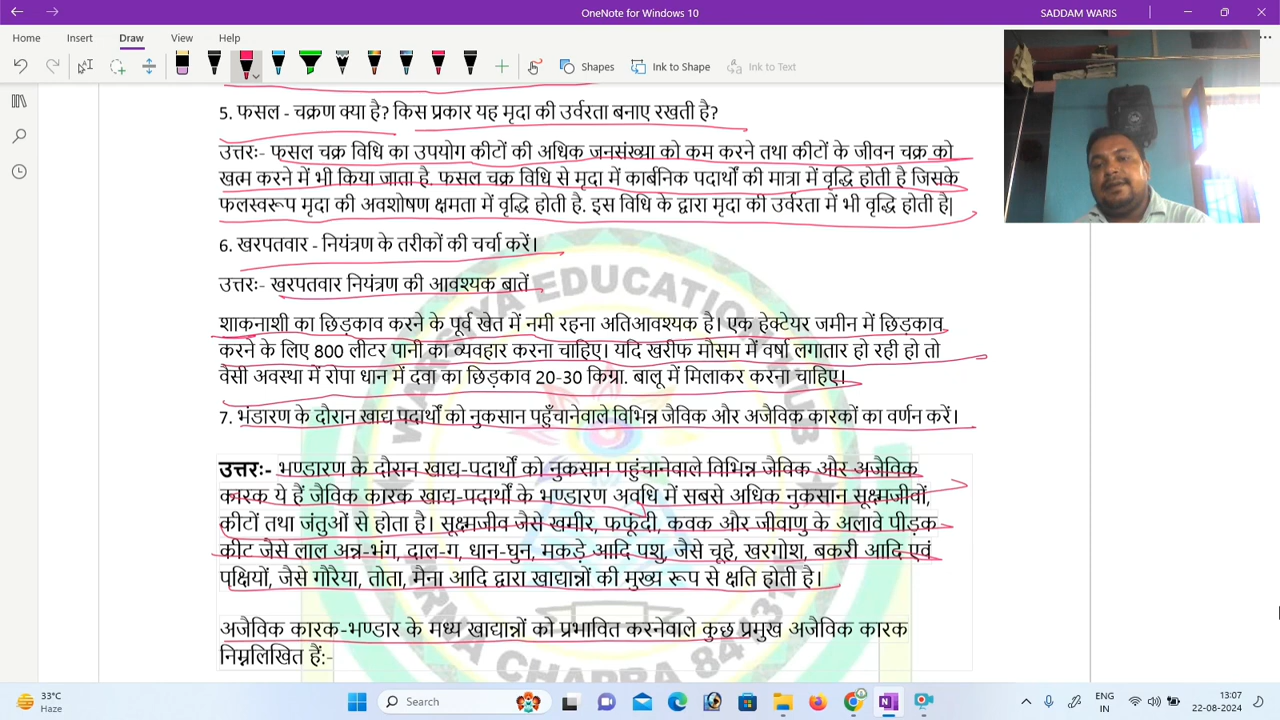 OneNote for Windows 10
SADDAM WARIS
Home Insert Draw View Help
Shapes Ink to Shape Ink to Text
5. फसल - चक्रण क्या है? किस प्रकार यह मृदा की उर्वरता बनाए रखती है?
उत्तरः- फसल चक्र विधि का उपयोग कीटों की अधिक जनसंख्या को कम करने तथा कीटों के जीवन चक्र को
खत्म करने में भी किया जाता है. फसल चक्र विधि से मृदा में कार्बनिक पदार्थों की मात्रा में वृद्धि होती है जिसके
फलस्वरूप मृदा की अवशोषण क्षमता में वृद्धि होती है. इस विधि के द्वारा मृदा की उर्वरता में भी वृद्धि होती है|
6. खरपतवार - नियंत्रण के तरीकों की चर्चा करें।
उत्तरः- खरपतवार नियंत्रण की आवश्यक बातें
शाकनाशी का छिड़काव करने के पूर्व खेत में नमी रहना अतिआवश्यक है। एक हेक्टेयर जमीन में छिड़काव
करने के लिए 800 लीटर पानी का व्यवहार करना चाहिए। यदि खरीफ मौसम में वर्षा लगातार हो रही हो तो
वैसी अवस्था में रोपा धान में दवा का छिड़काव 20-30 किग्रा. बालू में मिलाकर करना चाहिए।
7. भंडारण के दौरान खाद्य पदार्थों को नुकसान पहुँचानेवाले विभिन्न जैविक और अजैविक कारकों का वर्णन करें।
उत्तरः- भण्डारण के दौरान खाद्य-पदार्थों को नुकसान पहुंचानेवाले विभिन्न जैविक और अजैविक
कारक ये हैं जैविक कारक खाद्य-पदार्थों के भण्डारण अवधि में सबसे अधिक नुकसान सूक्ष्मजीवों,
कीटों तथा जंतुओं से होता है। सूक्ष्मजीव जैसे खमीर, फफूंदी, कवक और जीवाणु के अलावे पीड़क
कीट जैसे लाल अन्न-भंग, दाल-ग, धान-घुन, मकड़े आदि पशु, जैसे चूहे, खरगोश, बकरी आदि एवं
पक्षियों, जैसे गौरैया, तोता, मैना आदि द्वारा खाद्यान्नों की मुख्य रूप से क्षति होती है।
अजैविक कारक-भण्डार के मध्य खाद्यान्नों को प्रभावित करनेवाले कुछ प्रमुख अजैविक कारक
निम्नलिखित हैं:-
33°C
Haze
Search
ENG
IN
13:07
22-08-2024